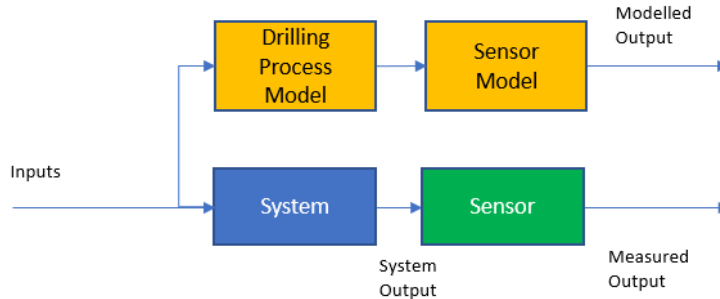 Modelled
Output
Drilling
Process
Model
Sensor
Model
Inputs
System
Sensor
System
Output
Measured
Output